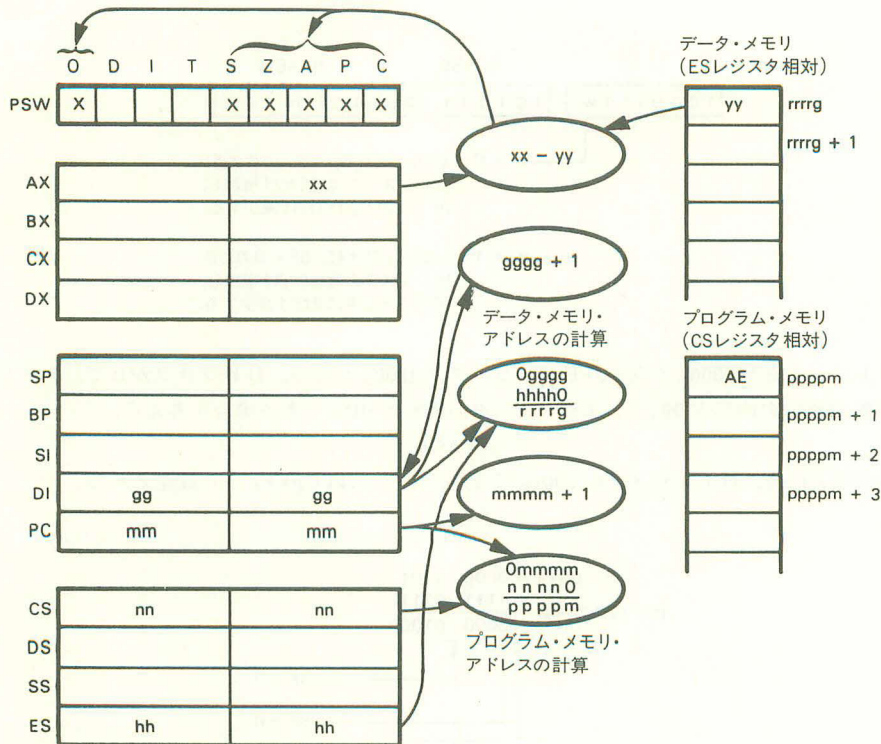 O D I T S Z A P C
PSW X X X X X X
データ・メモリ
(ESレジスタ相対)
yy rrrrg
rrrrg + 1
xx – yy
AX xx
BX
CX
DX
gggg + 1
データ・メモリ・
アドレスの計算
プログラム・メモリ
(CSレジスタ相対)
SP
BP
SI
DI gg gg
PC mm mm
0gggg
hhhh0
rrrrg
AE ppppm
ppppm + 1
ppppm + 2
ppppm + 3
mmmm + 1
0mmmm
nnnn0
ppppm
プログラム・メモリ・
アドレスの計算
CS nn nn
DS
SS
ES hh hh